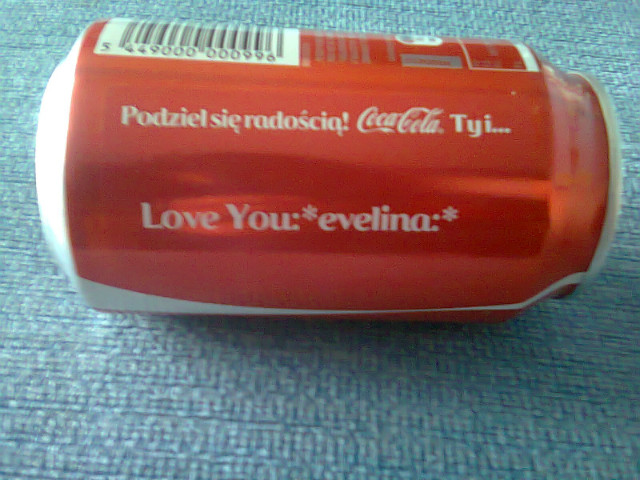 5 449000 000996
Podziel się radością! Coca-Cola Ty i...
Love You:*evelina:*